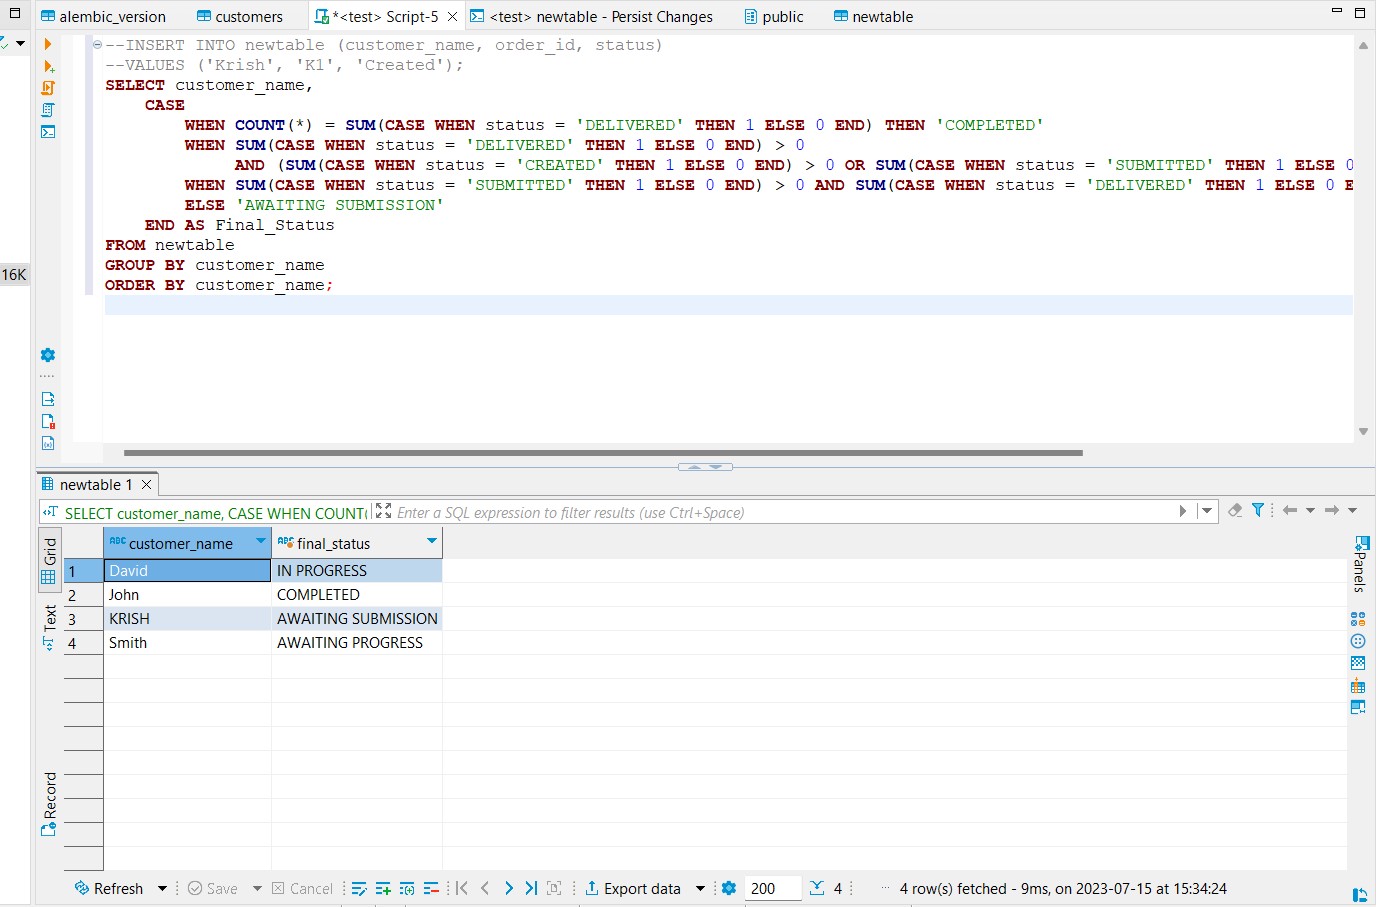 alembic_version customers *<test> Script-5 <test> newtable - Persist Changes public newtable
--INSERT INTO newtable (customer_name, order_id, status)
--VALUES ('Krish', 'K1', 'Created');
SELECT customer_name,
CASE
WHEN COUNT(*) = SUM(CASE WHEN status = 'DELIVERED' THEN 1 ELSE 0 END) THEN 'COMPLETED'
WHEN SUM(CASE WHEN status = 'DELIVERED' THEN 1 ELSE 0 END) > 0
AND (SUM(CASE WHEN status = 'CREATED' THEN 1 ELSE 0 END) > 0 OR SUM(CASE WHEN status = 'SUBMITTED' THEN 1 ELSE 0
WHEN SUM(CASE WHEN status = 'SUBMITTED' THEN 1 ELSE 0 END) > 0 AND SUM(CASE WHEN status = 'DELIVERED' THEN 1 ELSE 0 E
ELSE 'AWAITING SUBMISSION'
END AS Final_Status
FROM newtable
GROUP BY customer_name
16K
ORDER BY customer_name;
newtable 1
SELECT customer_name, CASE WHEN COUNT( Enter a SQL expression to filter results (use Ctrl+Space)
Grid
Text
Record
customer_name final_status
1 David IN PROGRESS
2 John COMPLETED
3 KRISH AWAITING SUBMISSION
4 Smith AWAITING PROGRESS
Panels
Refresh Save Cancel Export data 200 4 4 row(s) fetched - 9ms, on 2023-07-15 at 15:34:24